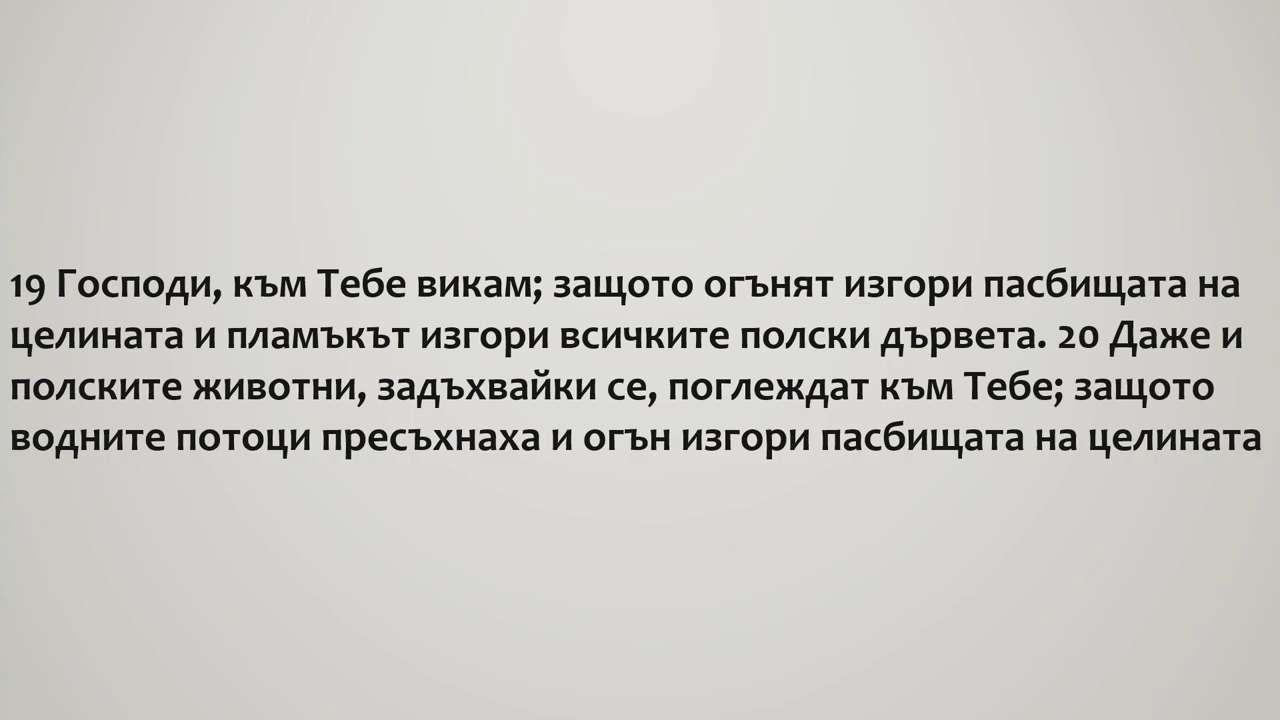 19 Господи, към Тебе викам; защото огънят изгори пасбищата на
целината и пламъкът изгори всичките полски дървета. 20 Даже и
полските животни, задъхвайки се, поглеждат към Тебе; защото
водните потоци пресъхнаха и огън изгори пасбищата на целината